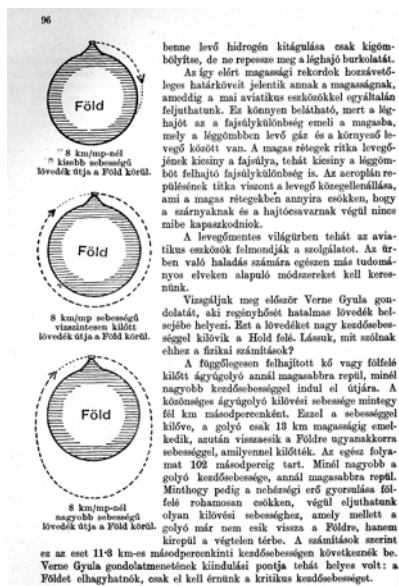 96
Föld
8 km/mp-nél
kisebb sebességű
lövedék útja a Föld körül.
Föld
8 km/mp sebességű
vizszintesen kilőtt
lövedék útja a Föld körül.
Föld
8 km/mp-nél
nagyobb sebességű
lövedék útja a Föld körül.
benne levő hidrogén kitágulása csak kigöm-
bölyítse, de ne repessze meg a léghajó burkolatát.
Az így elért magassági rekordok hozzávető-
leges határköveit jelentik annak a magasságnak,
ameddig a mai aviatikus eszközökkel egyáltalán
feljuthatunk. Ez könnyen belátható, mert a lég-
hajót az a fajsúlykülönbség emeli a magasba,
mely a léggömbben levő gáz és a környező le-
vegő között van. A magas rétegek ritka levegő-
jének kicsiny a fajsúlya, tehát kicsiny a léggöm-
böt felhajtó fajsúlykülönbség is. Az aeroplán re-
pülésének titka viszont a levegő közegellenállása,
ami a magas rétegekben annyira csökken, hogy
a szárnyaknak és a hajtócsavarnak végül nincs
mibe kapaszkodniok.
A levegőmentes világürben tehát az avia-
tikus eszközök felmondják a szolgálatot. Az űr-
ben való haladás számára egészen más tudomá-
nyos elveken alapuló módszereket kell keres-
nünk.
Vizsgáljuk meg először Verne Gyula gon-
dolatát, aki regényhősét hatalmas lövedék bel-
sejébe helyezi. Ezt a lövedéket nagy kezdősebes-
séggel kilövik a Hold felé. Lássuk, mit szólnak
ehhez a fizikai számítások?
A függőlegesen felhajított kő vagy fölfelé
kilőtt ágyúgolyó annál magasabbra repül, minél
nagyobb kezdősebességgel indul el útjára. A
közönséges ágyúgolyó kilövési sebessége mintegy
fél km másodpercenként. Ezzel a sebességgel
kilőve, a golyó csak 13 km magasságig emel-
kedik, azután visszaesik a Földre ugyanakkora
sebességgel, amilyennel kilőtték. Az egész folya-
mat 102 másodpercig tart. Minél nagyobb a
golyó kezdősebessége, annál magasabbra repül.
Minthogy pedig a nehézségi erő gyorsulása föl-
felé rohamosan csökken, végül eljuthatunk
olyan kilövési sebességhez, amely mellett a
golyó már nem csik vissza a Földre, hanem
kirepül a végtelen térbe. A számítások szerint
ez az eset 11·3 km-es másodpercenkinti kezdősebességen következnék be.
Verne Gyula gondolatmenetének kiindulási pontja tehát helyes volt: a
Földet elhagyhatnók, csak el kell érnünk a kritikus kezdősebességet.